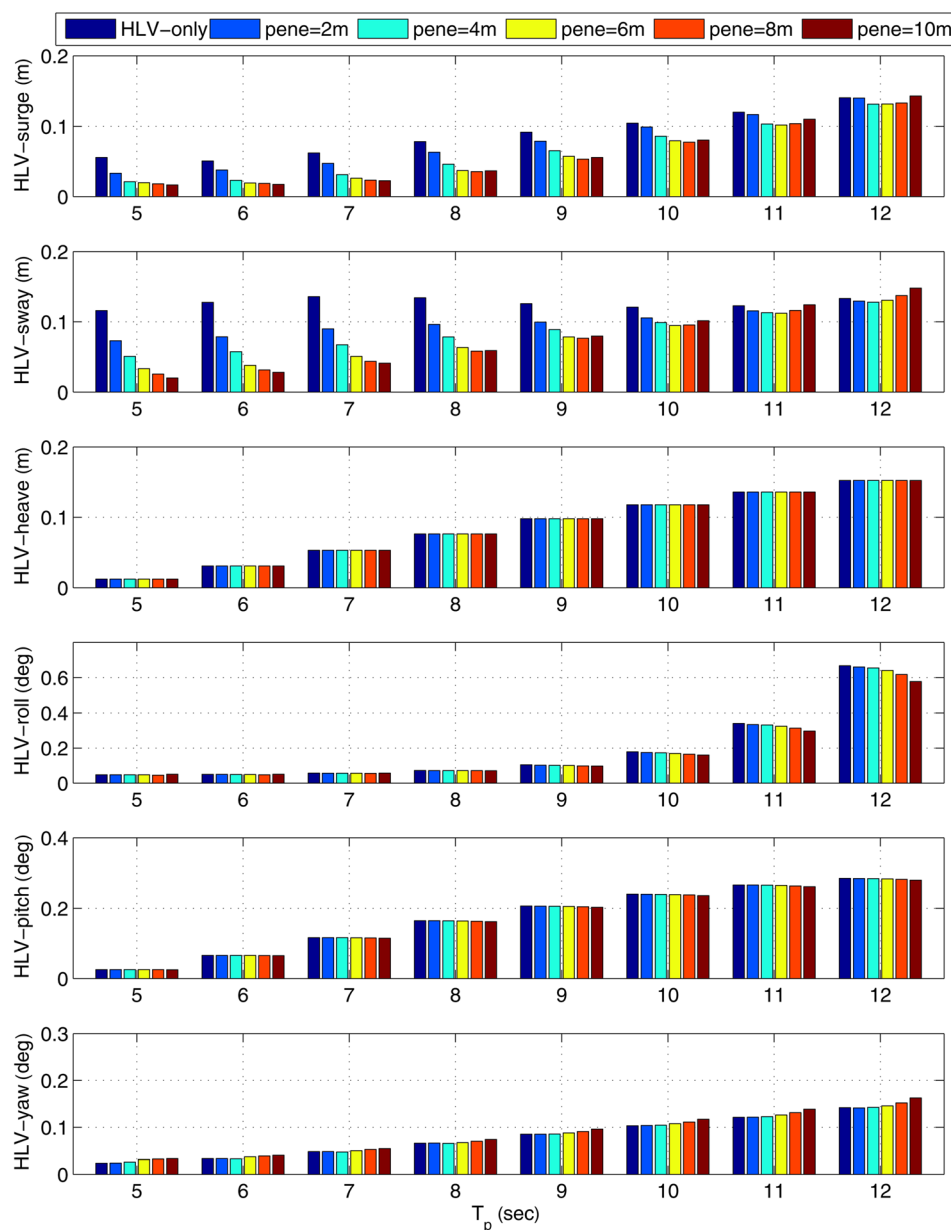 HLV-only pene=2m pene=4m pene=6m pene=8m pene=10m
HLV-surge (m)
0.2
0.1
0
5 6 7 8 9 10 11 12
HLV-sway (m)
0.2
0.1
0
5 6 7 8 9 10 11 12
HLV-heave (m)
0.2
0.1
0
5 6 7 8 9 10 11 12
HLV-roll (deg)
0.6
0.4
0.2
0
5 6 7 8 9 10 11 12
HLV-pitch (deg)
0.4
0.2
0
5 6 7 8 9 10 11 12
HLV-yaw (deg)
0.3
0.2
0.1
0
5 6 7 8 9 10 11 12
T_p (sec)